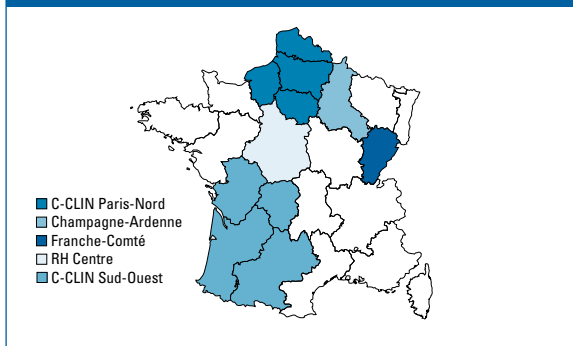 C-CLIN Paris-Nord
Champagne-Ardenne
Franche-Comté
RH Centre
C-CLIN Sud-Ouest